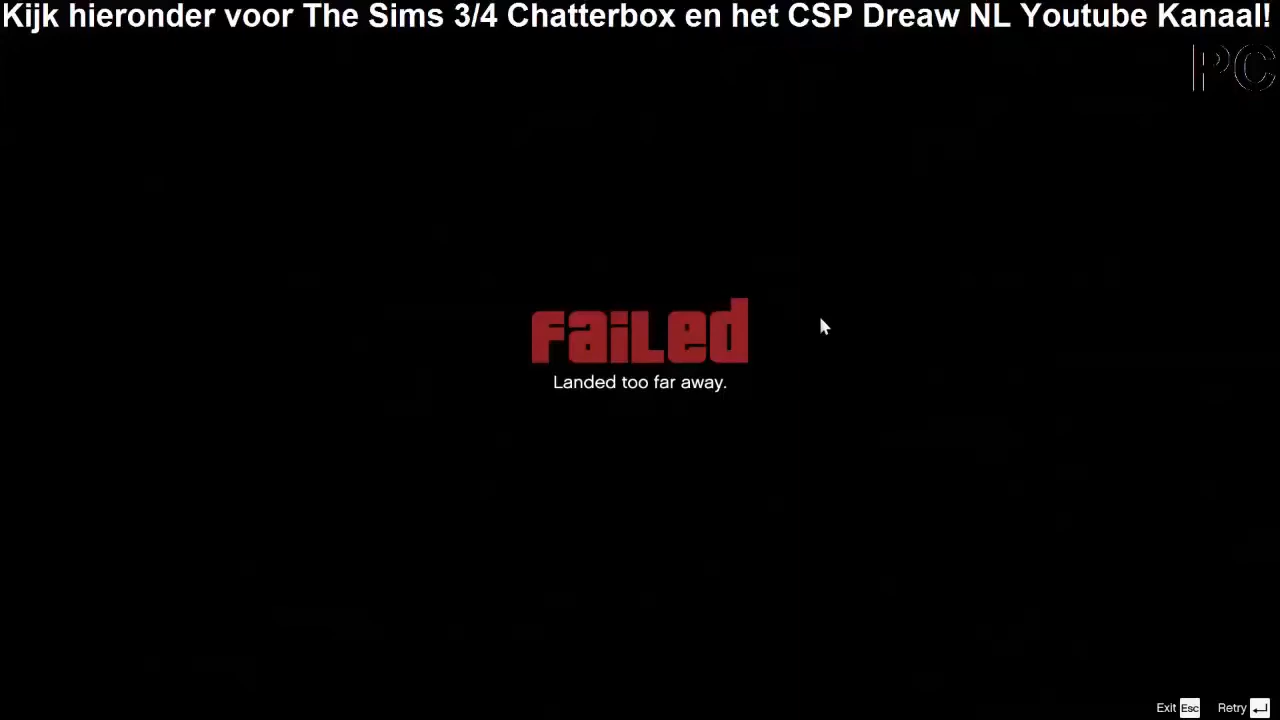 Kijk hieronder voor The Sims 3/4 Chatterbox en het CSP Dreaw NL Youtube Kanaal!
PC
FaiLed
Landed too far away.
Exit Esc Retry